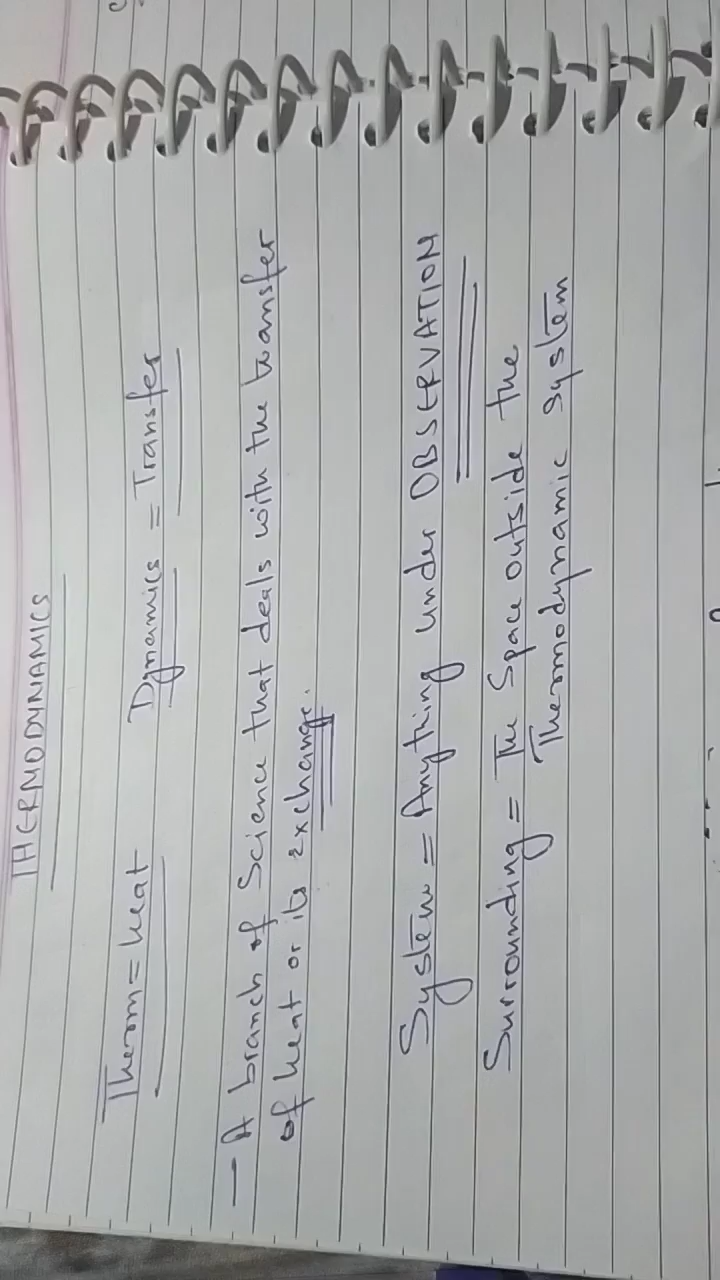 THERMODYNAMICS
Therm = heat Dynamics = Transfer
- A branch of Science that deals with the transfer
of heat or its exchange.
System = Anything under OBSERVATION
Surrounding = The Space outside the
Thermodynamic System